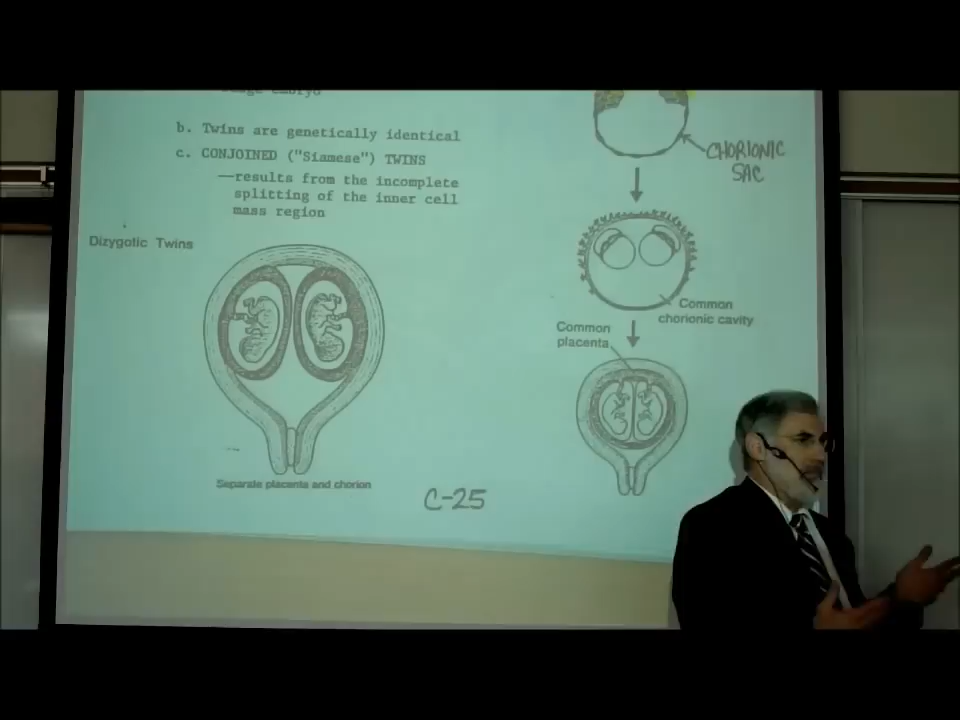 b. Twins are genetically identical
c. CONJOINED ("Siamese") TWINS
—results from the incomplete
splitting of the inner cell
mass region
Dizygotic Twins
Separate placenta and chorion
C-25
CHORIONIC
SAC
Common
chorionic cavity
Common
placenta